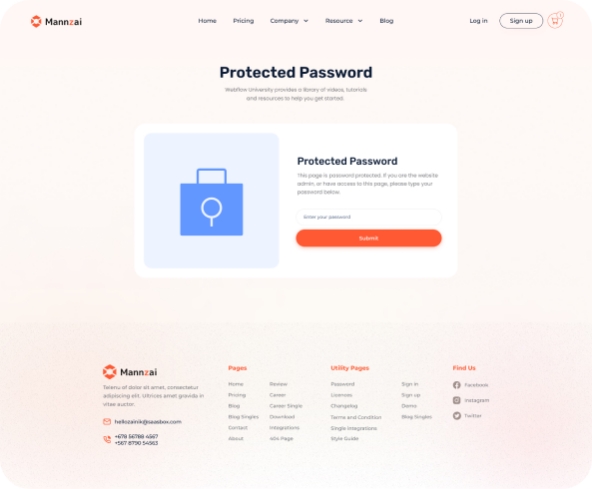 Mannzai
Home Pricing Company Resource Blog Log in Sign up
Protected Password
Webflow University provides a library of videos, tutorials
and resources to help you get started.
Protected Password
This page is password protected. If you are the website
admin, or have access to this page, please type your
password below.
Enter your password
Submit
Mannzai
Teneru of dolor sit amet, consectetur
adipiscing elit. Ultrices amet gravida in
vitae auctor.
hellozainik@saasbox.com
+678 56788 4567
+567 8790 54563
Pages
Home Review
Pricing Career
Blog Career Single
Blog Singles Download
Contact Integrations
About 404 Page
Utility Pages
Password Sign in
Licenses Sign up
Changelog Demo
Terms and Condition Blog Singles
Single Integrations
Style Guide
Find Us
Facebook
Instagram
Twitter